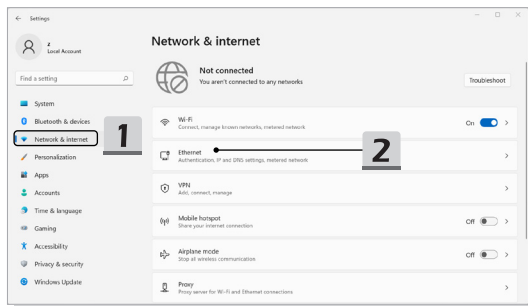 Settings
z
Local Account
Find a setting
System
Bluetooth & devices
Network & internet
Personalization
Apps
Accounts
Time & language
Gaming
Accessibility
Privacy & security
Windows Update
1
Network & internet
Not connected
You aren't connected to any networks
Troubleshoot
Wi-Fi
Connect, manage known networks, metered network
On
Ethernet
Authentication, IP and DNS settings, metered network
2
VPN
Add, connect, manage
Mobile hotspot
Share your internet connection
Off
Airplane mode
Stop all wireless communication
Off
Proxy
Proxy server for Wi-Fi and Ethernet connections